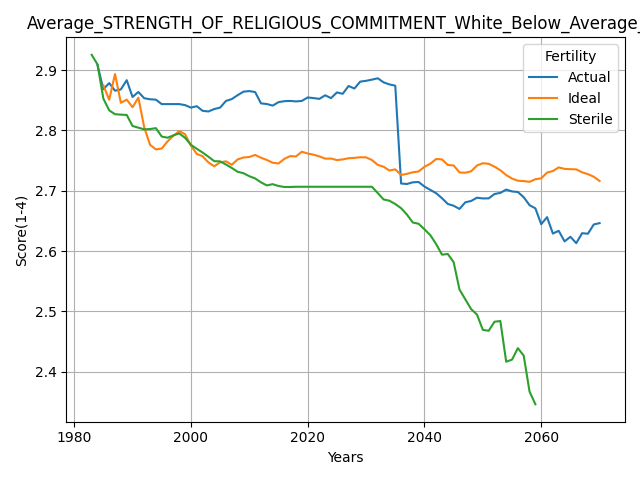 Average_STRENGTH_OF_RELIGIOUS_COMMITMENT_White_Below_Average_
Fertility
Actual
Ideal
Sterile
2.9
2.8
2.7
2.6
2.5
2.4
Score(1-4)
1980 2000 2020 2040 2060
Years